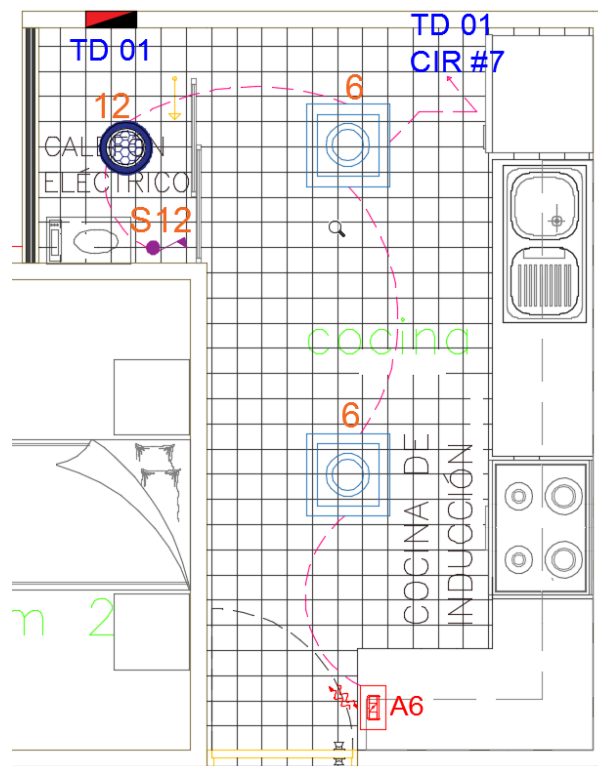 TD 01
TD 01
CIR #7
12
6
CALEFÓN
ELÉCTRICO
S12
cocina
6
COCINA DE
INDUCCIÓN
m 2
A6